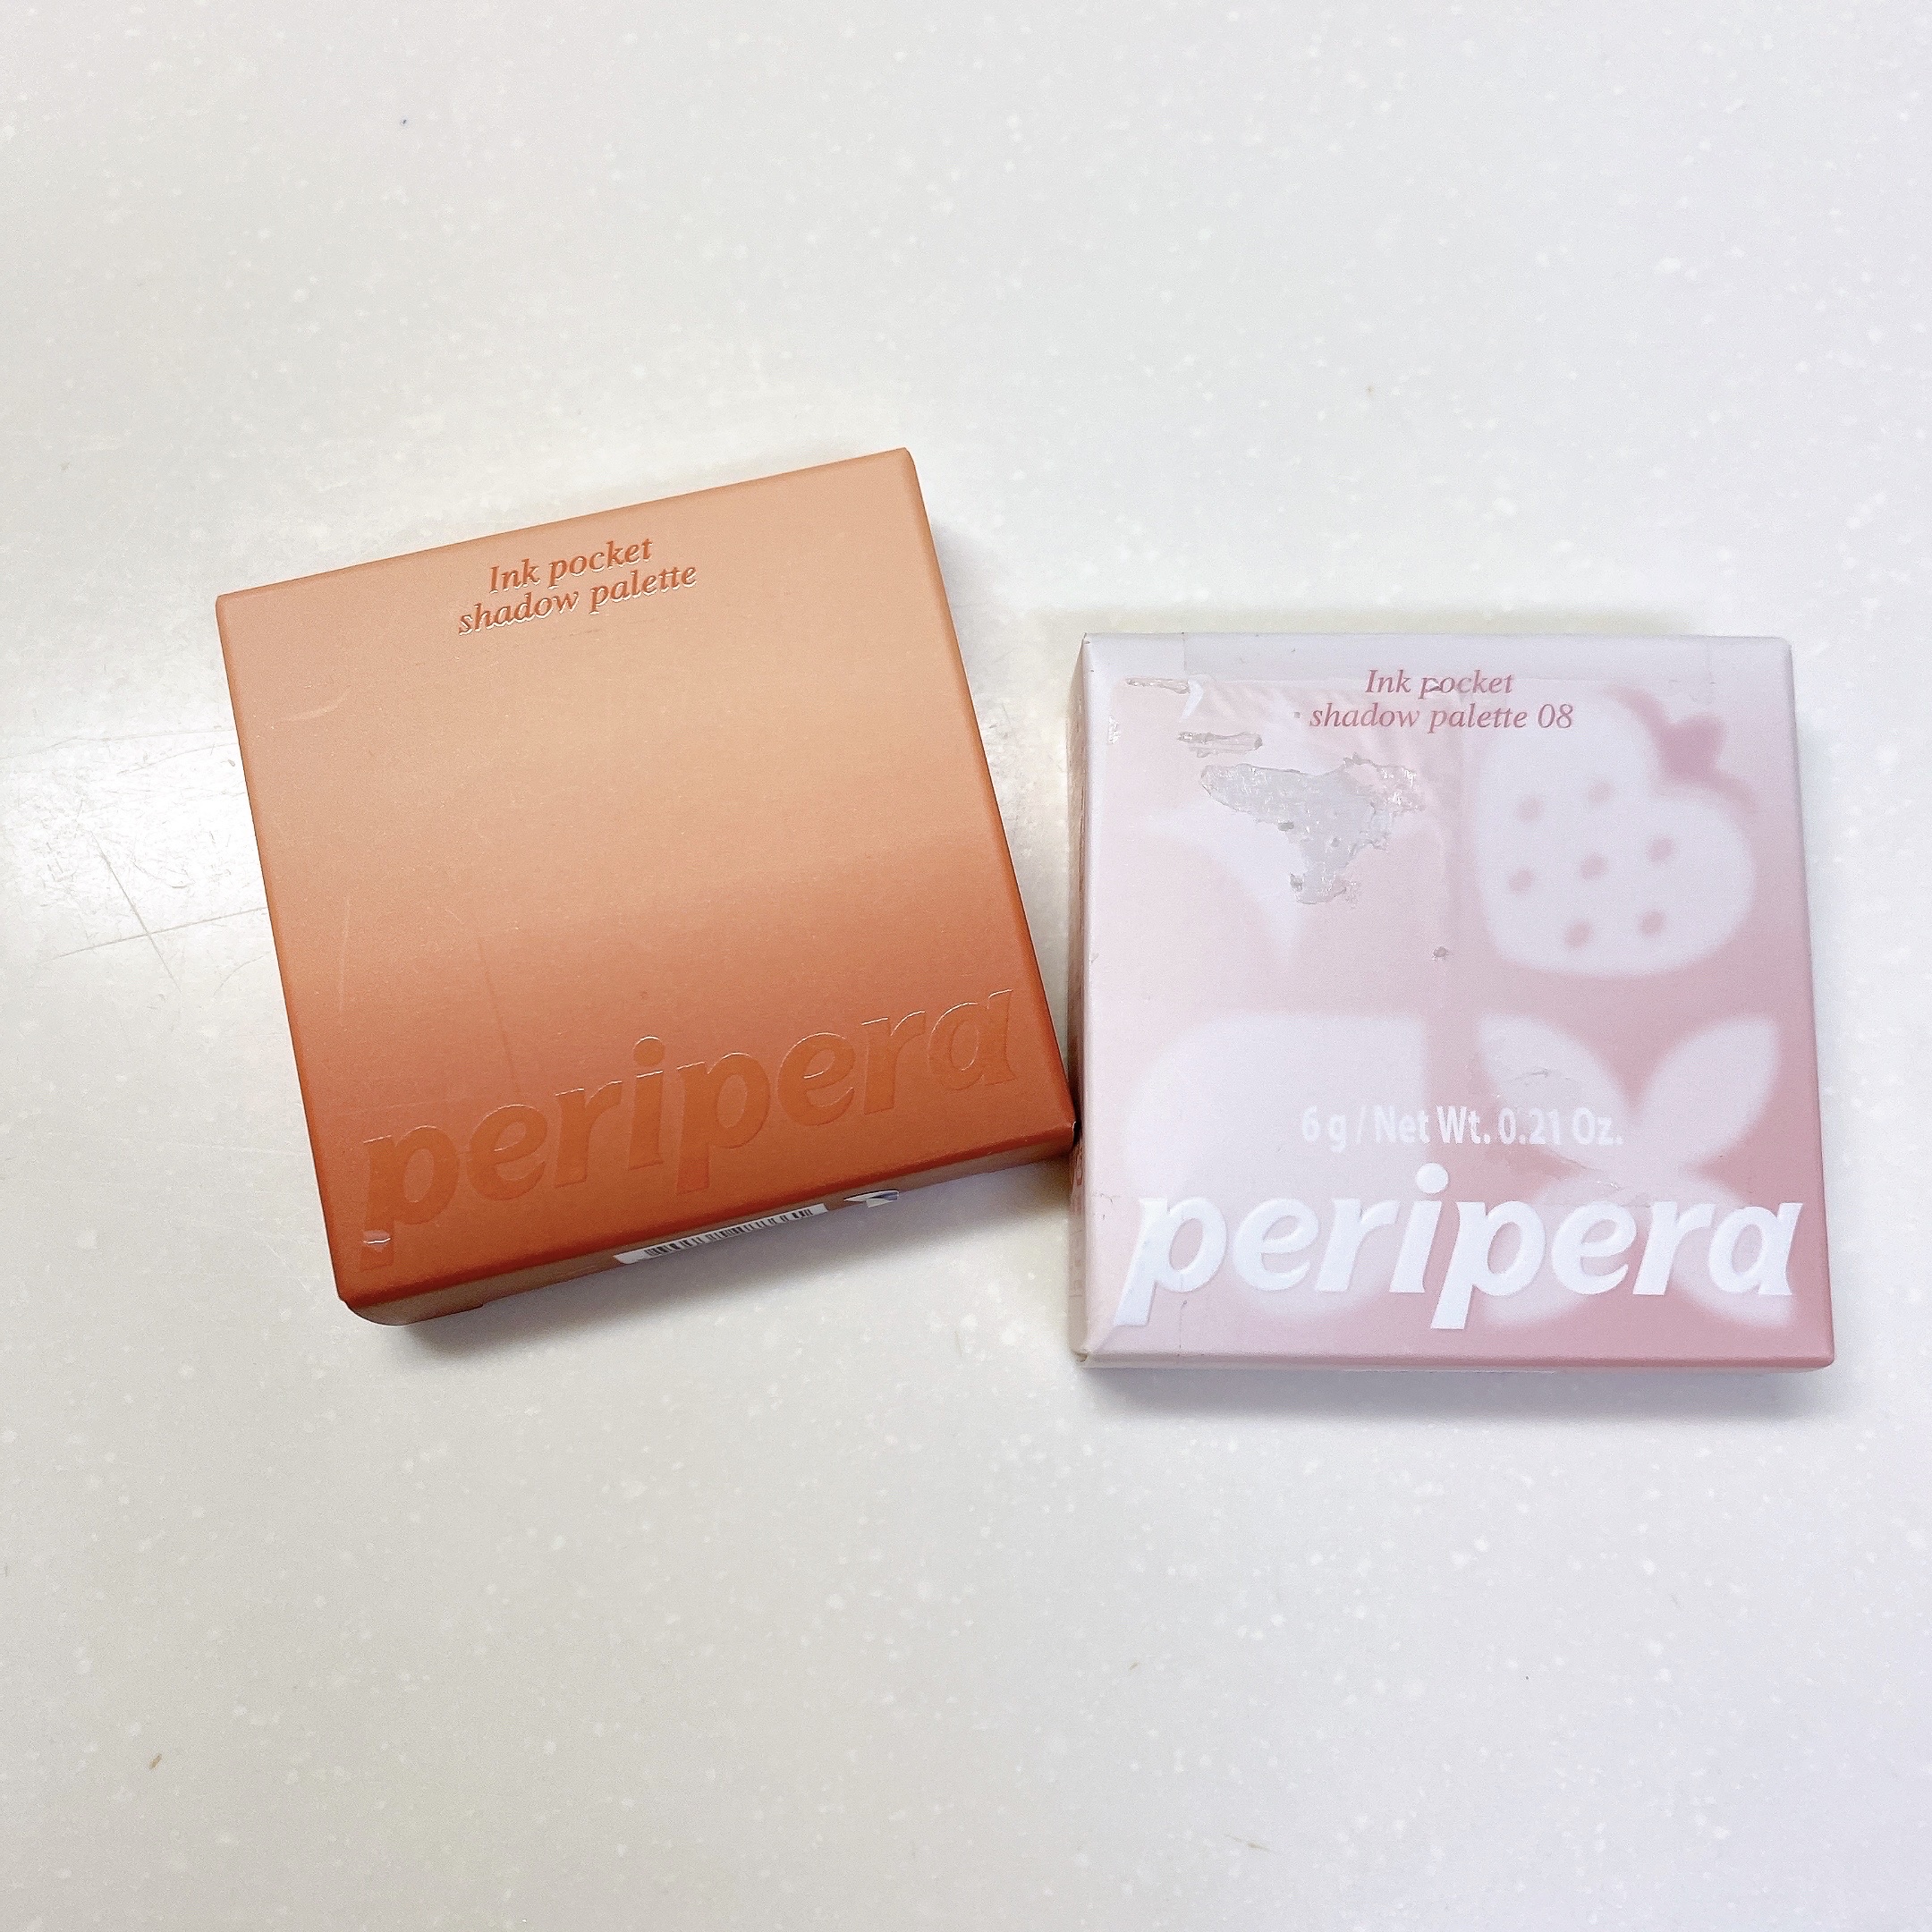 Ink pocket
shadow palette
peripera
Ink pocket
shadow palette 08
6 g / Net Wt. 0.21 Oz.
peripera